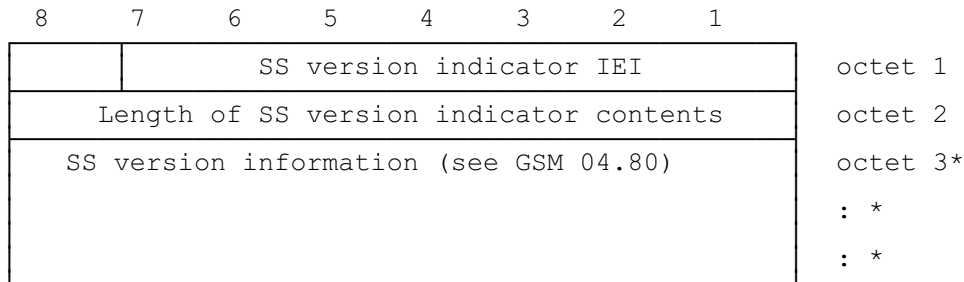 8 7 6 5 4 3 2 1
SS version indicator IEI octet 1
Length of SS version indicator contents octet 2
SS version information (see GSM 04.80) octet 3*
: *
: *